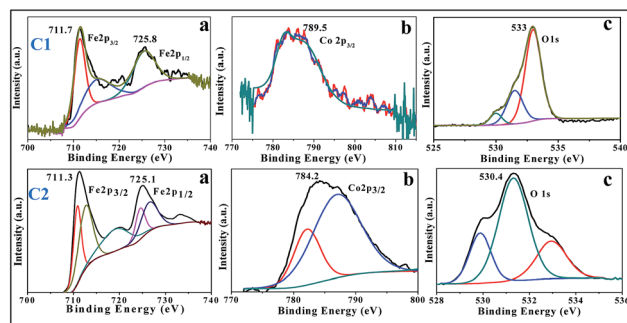 C1
a
711.7
Fe2p3/2
725.8
Fe2p1/2
Intensity (a.u.)
700 710 720 730 740
Binding Energy (eV)
b
789.5
Co 2p3/2
Intensity (a.u.)
770 780 790 800 810
Binding Energy (eV)
c
533
O1s
Intensity (a.u.)
525 530 535 540
Binding Energy (eV)
C2
a
711.3
Fe2p3/2
725.1
Fe2p1/2
Intensity (a.u.)
700 710 720 730 740
Binding Energy (eV)
b
784.2
Co2p3/2
Intensity (a.u.)
770 780 790 800
Binding Energy (eV)
c
530.4
O 1s
Intensity (a.u.)
528 530 532 534 536
Binding Energy (eV)